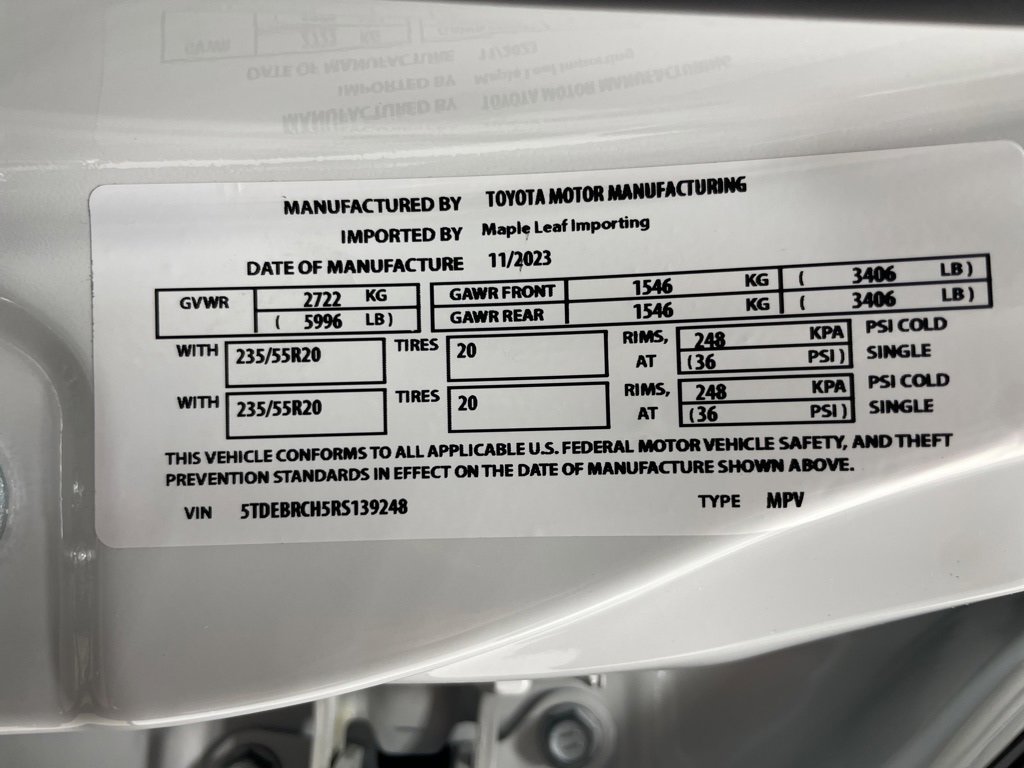 MANUFACTURED BY TOYOTA MOTOR MANUFACTURING
IMPORTED BY Maple Leaf Importing
DATE OF MANUFACTURE 11/2023
GVWR 2722 KG GAWR FRONT 1546 KG ( 3406 LB )
( 5996 LB ) GAWR REAR 1546 KG ( 3406 LB )
WITH 235/55R20 TIRES 20 RIMS, 248 KPA PSI COLD
AT (36 PSI ) SINGLE
WITH 235/55R20 TIRES 20 RIMS, 248 KPA PSI COLD
AT (36 PSI ) SINGLE
THIS VEHICLE CONFORMS TO ALL APPLICABLE U.S. FEDERAL MOTOR VEHICLE SAFETY, AND THEFT
PREVENTION STANDARDS IN EFFECT ON THE DATE OF MANUFACTURE SHOWN ABOVE.
VIN 5TDEBRCH5RS139248 TYPE MPV